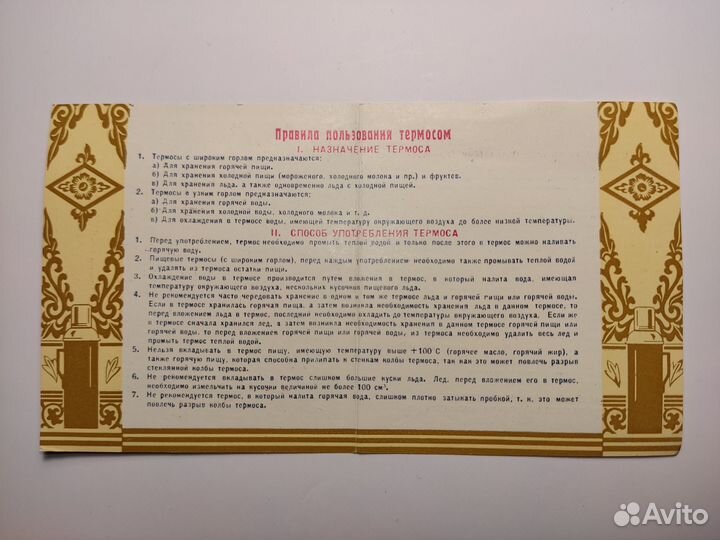 Правила пользования термосом
I. НАЗНАЧЕНИЕ ТЕРМОСА
1. Термосы с широким горлом предназначаются:
а) Для хранения горячей пищи.
б) Для хранения холодной пищи (мороженого, холодного молока и пр.) и фруктов.
в) Для хранения льда, а также одновременно льда с холодной пищей.
2. Термосы с узким горлом предназначаются:
а) Для хранения горячей воды.
б) Для хранения холодной воды, холодного молока и т. д.
в) Для охлаждения в термосе воды, имеющей температуру окружающего воздуха до более низкой температуры.
II. СПОСОБ УПОТРЕБЛЕНИЯ ТЕРМОСА
1. Перед употреблением, термос необходимо промыть теплой водой и только после этого в термос можно наливать
горячую воду.
2. Пищевые термосы (с широким горлом), перед каждым употреблением необходимо также промывать теплой водой
и удалять из термоса остатки пищи.
3. Охлаждение воды в термосе производится путем вложения в термос, в который налита вода, имеющая
температуру окружающего воздуха, нескольких кусочков пищевого льда.
4. Не рекомендуется часто чередовать хранение в одном и том же термосе льда и горячей пищи или горячей воды.
Если в термосе хранилась горячая пища, а затем возникла необходимость хранения льда в данном термосе, то
перед вложением льда в термос, последний необходимо охладить до температуры окружающего воздуха. Если же
в термосе сначала хранился лед, а затем возникла необходимость хранения в данном термосе горячей пищи или
горячей воды, то перед вложением горячей пищи или горячей воды, из термоса необходимо удалить весь лед и
промыть термос теплой водой.
5. Нельзя вкладывать в термос пищу, имеющую температуру выше +100°С (горячее масло, горячий жир), а
также горячую пищу, которая способна прилипать к стенкам колбы термоса, так как это может повлечь разрыв
стеклянной колбы термоса.
6. Не рекомендуется вкладывать в термос слишком большие куски льда. Лед, перед вложением его в термос,
необходимо измельчить на кусочки величиной не более 100 см³.
7. Не рекомендуется термос, в который налита горячая вода, слишком плотно затыкать пробкой, т. к. это может
повлечь разрыв колбы термоса.
Avito